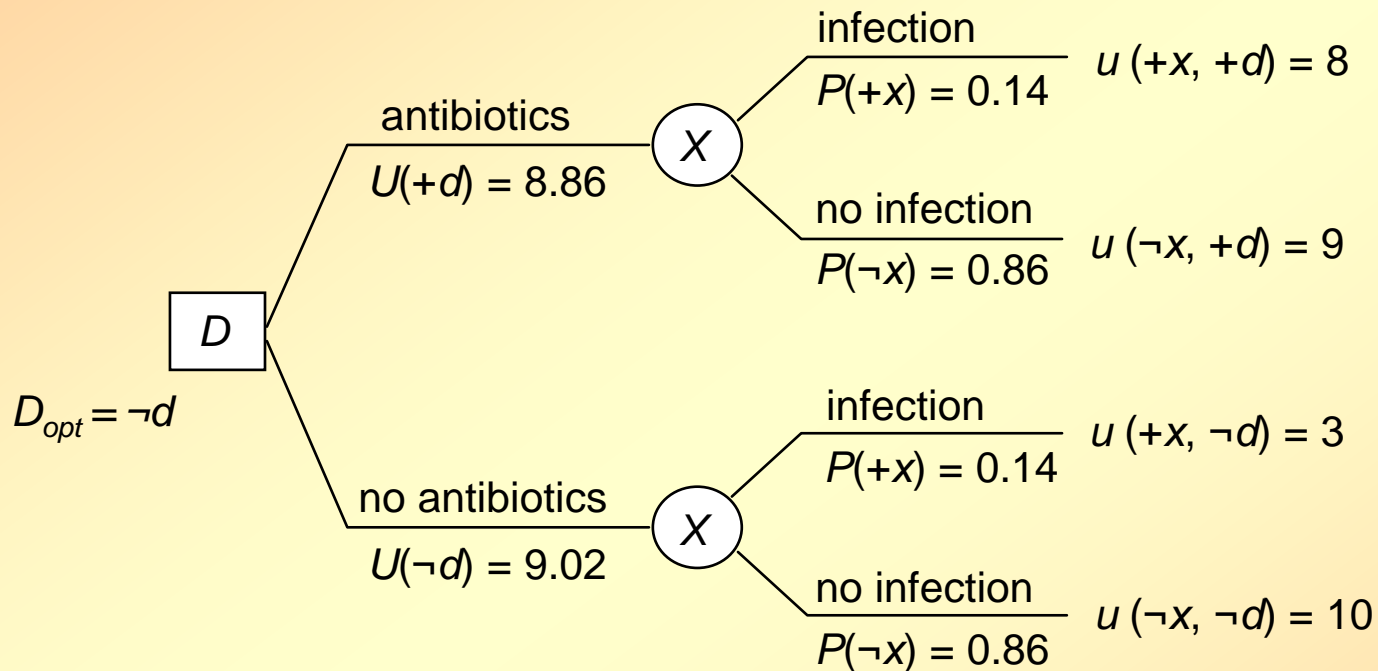 infection
P(+x) = 0.14
u (+x, +d) = 8
antibiotics
U(+d) = 8.86
X
no infection
P(¬x) = 0.86
u (¬x, +d) = 9
D
D_opt = ¬d
infection
P(+x) = 0.14
u (+x, ¬d) = 3
no antibiotics
U(¬d) = 9.02
X
no infection
P(¬x) = 0.86
u (¬x, ¬d) = 10